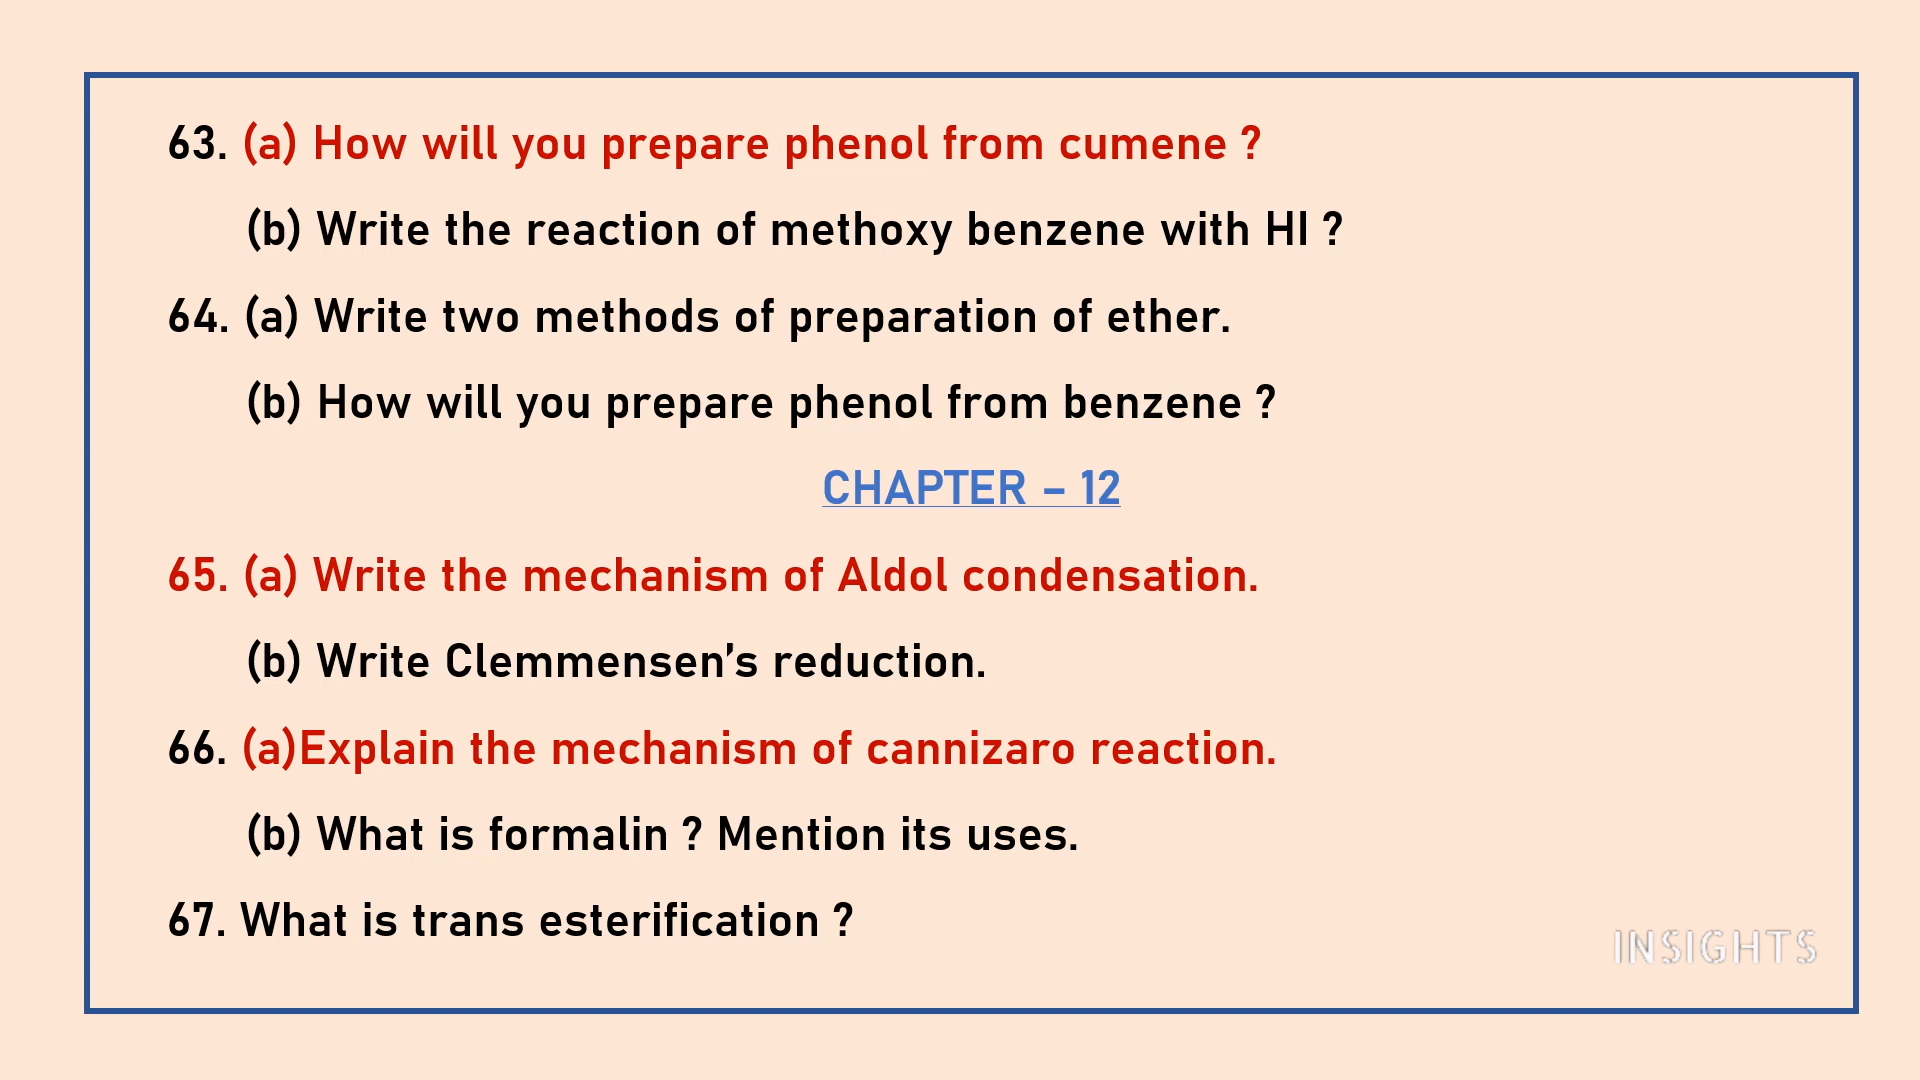 63. (a) How will you prepare phenol from cumene ?
(b) Write the reaction of methoxy benzene with HI ?
64. (a) Write two methods of preparation of ether.
(b) How will you prepare phenol from benzene ?
CHAPTER – 12
65. (a) Write the mechanism of Aldol condensation.
(b) Write Clemmensen’s reduction.
66. (a)Explain the mechanism of cannizaro reaction.
(b) What is formalin ? Mention its uses.
67. What is trans esterification ?
INSIGHTS